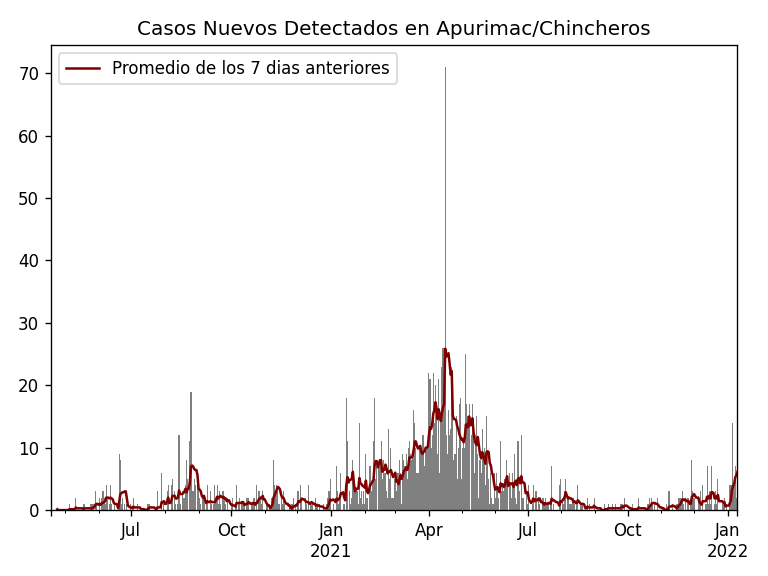 Casos Nuevos Detectados en Apurimac/Chincheros
Promedio de los 7 dias anteriores
70
60
50
40
30
20
10
0
Jul
Oct
Jan
2021
Apr
Jul
Oct
Jan
2022